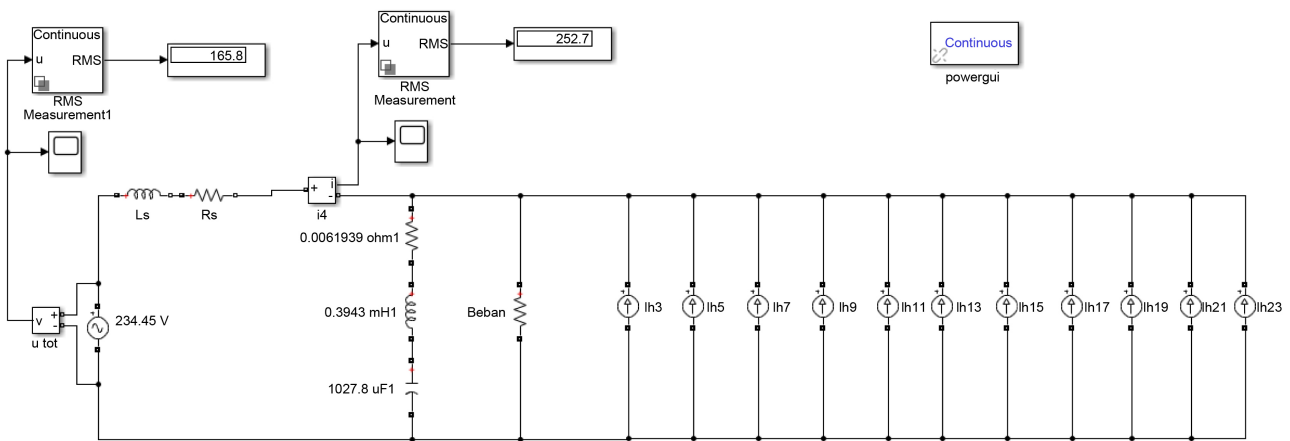 Continuous
u
RMS
RMS
Measurement1
165.8
Continuous
u
RMS
RMS
Measurement
252.7
Continuous
powergui
Ls
Rs
+
-
i
i4
0.0061939 ohm1
0.3943 mH1
1027.8 uF1
Beban
Ih3
Ih5
Ih7
Ih9
Ih11
Ih13
Ih15
Ih17
Ih19
Ih21
Ih23
v
+
-
u tot
234.45 V